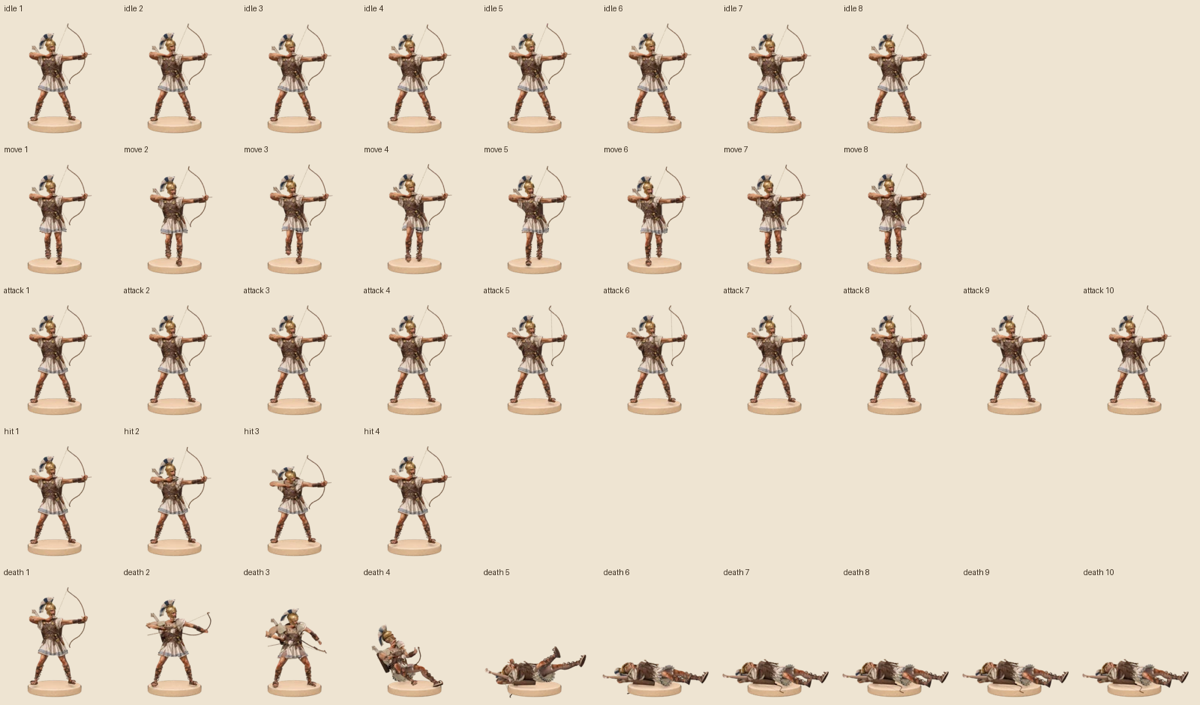 idle 1 idle 2 idle 3 idle 4 idle 5 idle 6 idle 7 idle 8
move 1 move 2 move 3 move 4 move 5 move 6 move 7 move 8
attack 1 attack 2 attack 3 attack 4 attack 5 attack 6 attack 7 attack 8 attack 9 attack 10
hit 1 hit 2 hit 3 hit 4
death 1 death 2 death 3 death 4 death 5 death 6 death 7 death 8 death 9 death 10